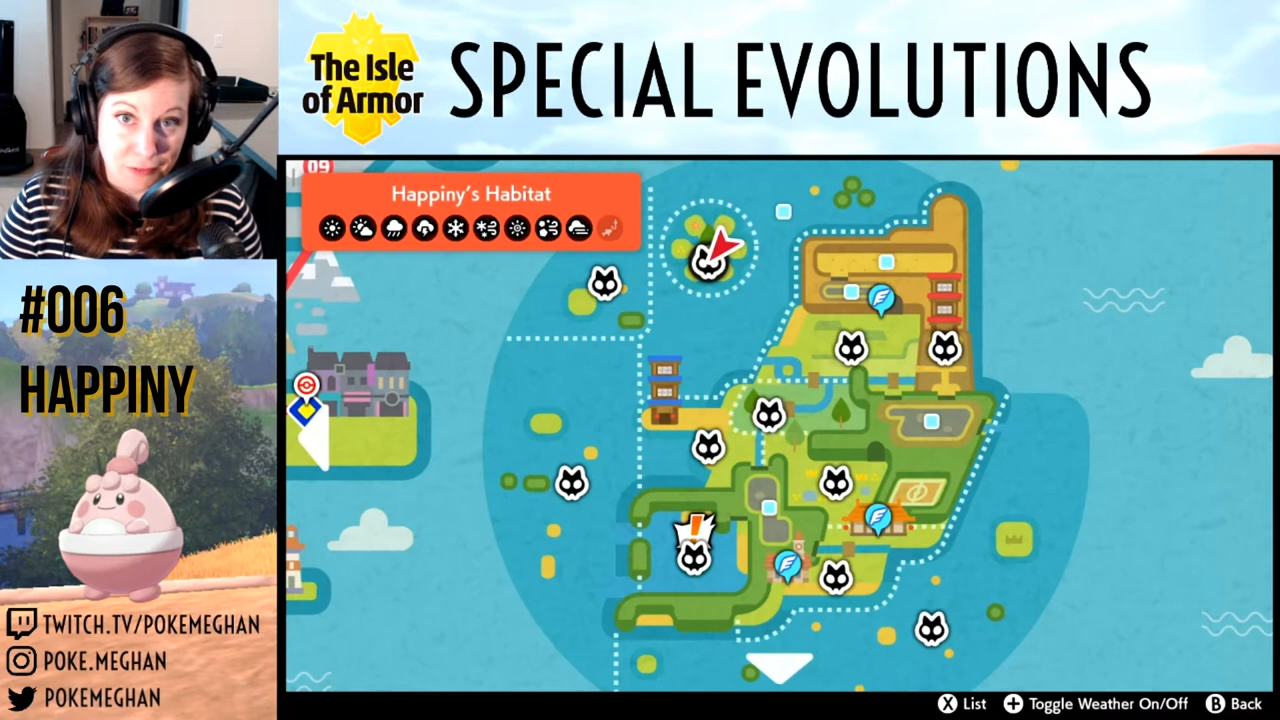 The Isle
of Armor
SPECIAL EVOLUTIONS
09
Happiny's Habitat
#006
HAPPINY
TWITCH.TV/POKEMEGHAN
POKE.MEGHAN
POKEMEGHAN
X List + Toggle Weather On/Off B Back